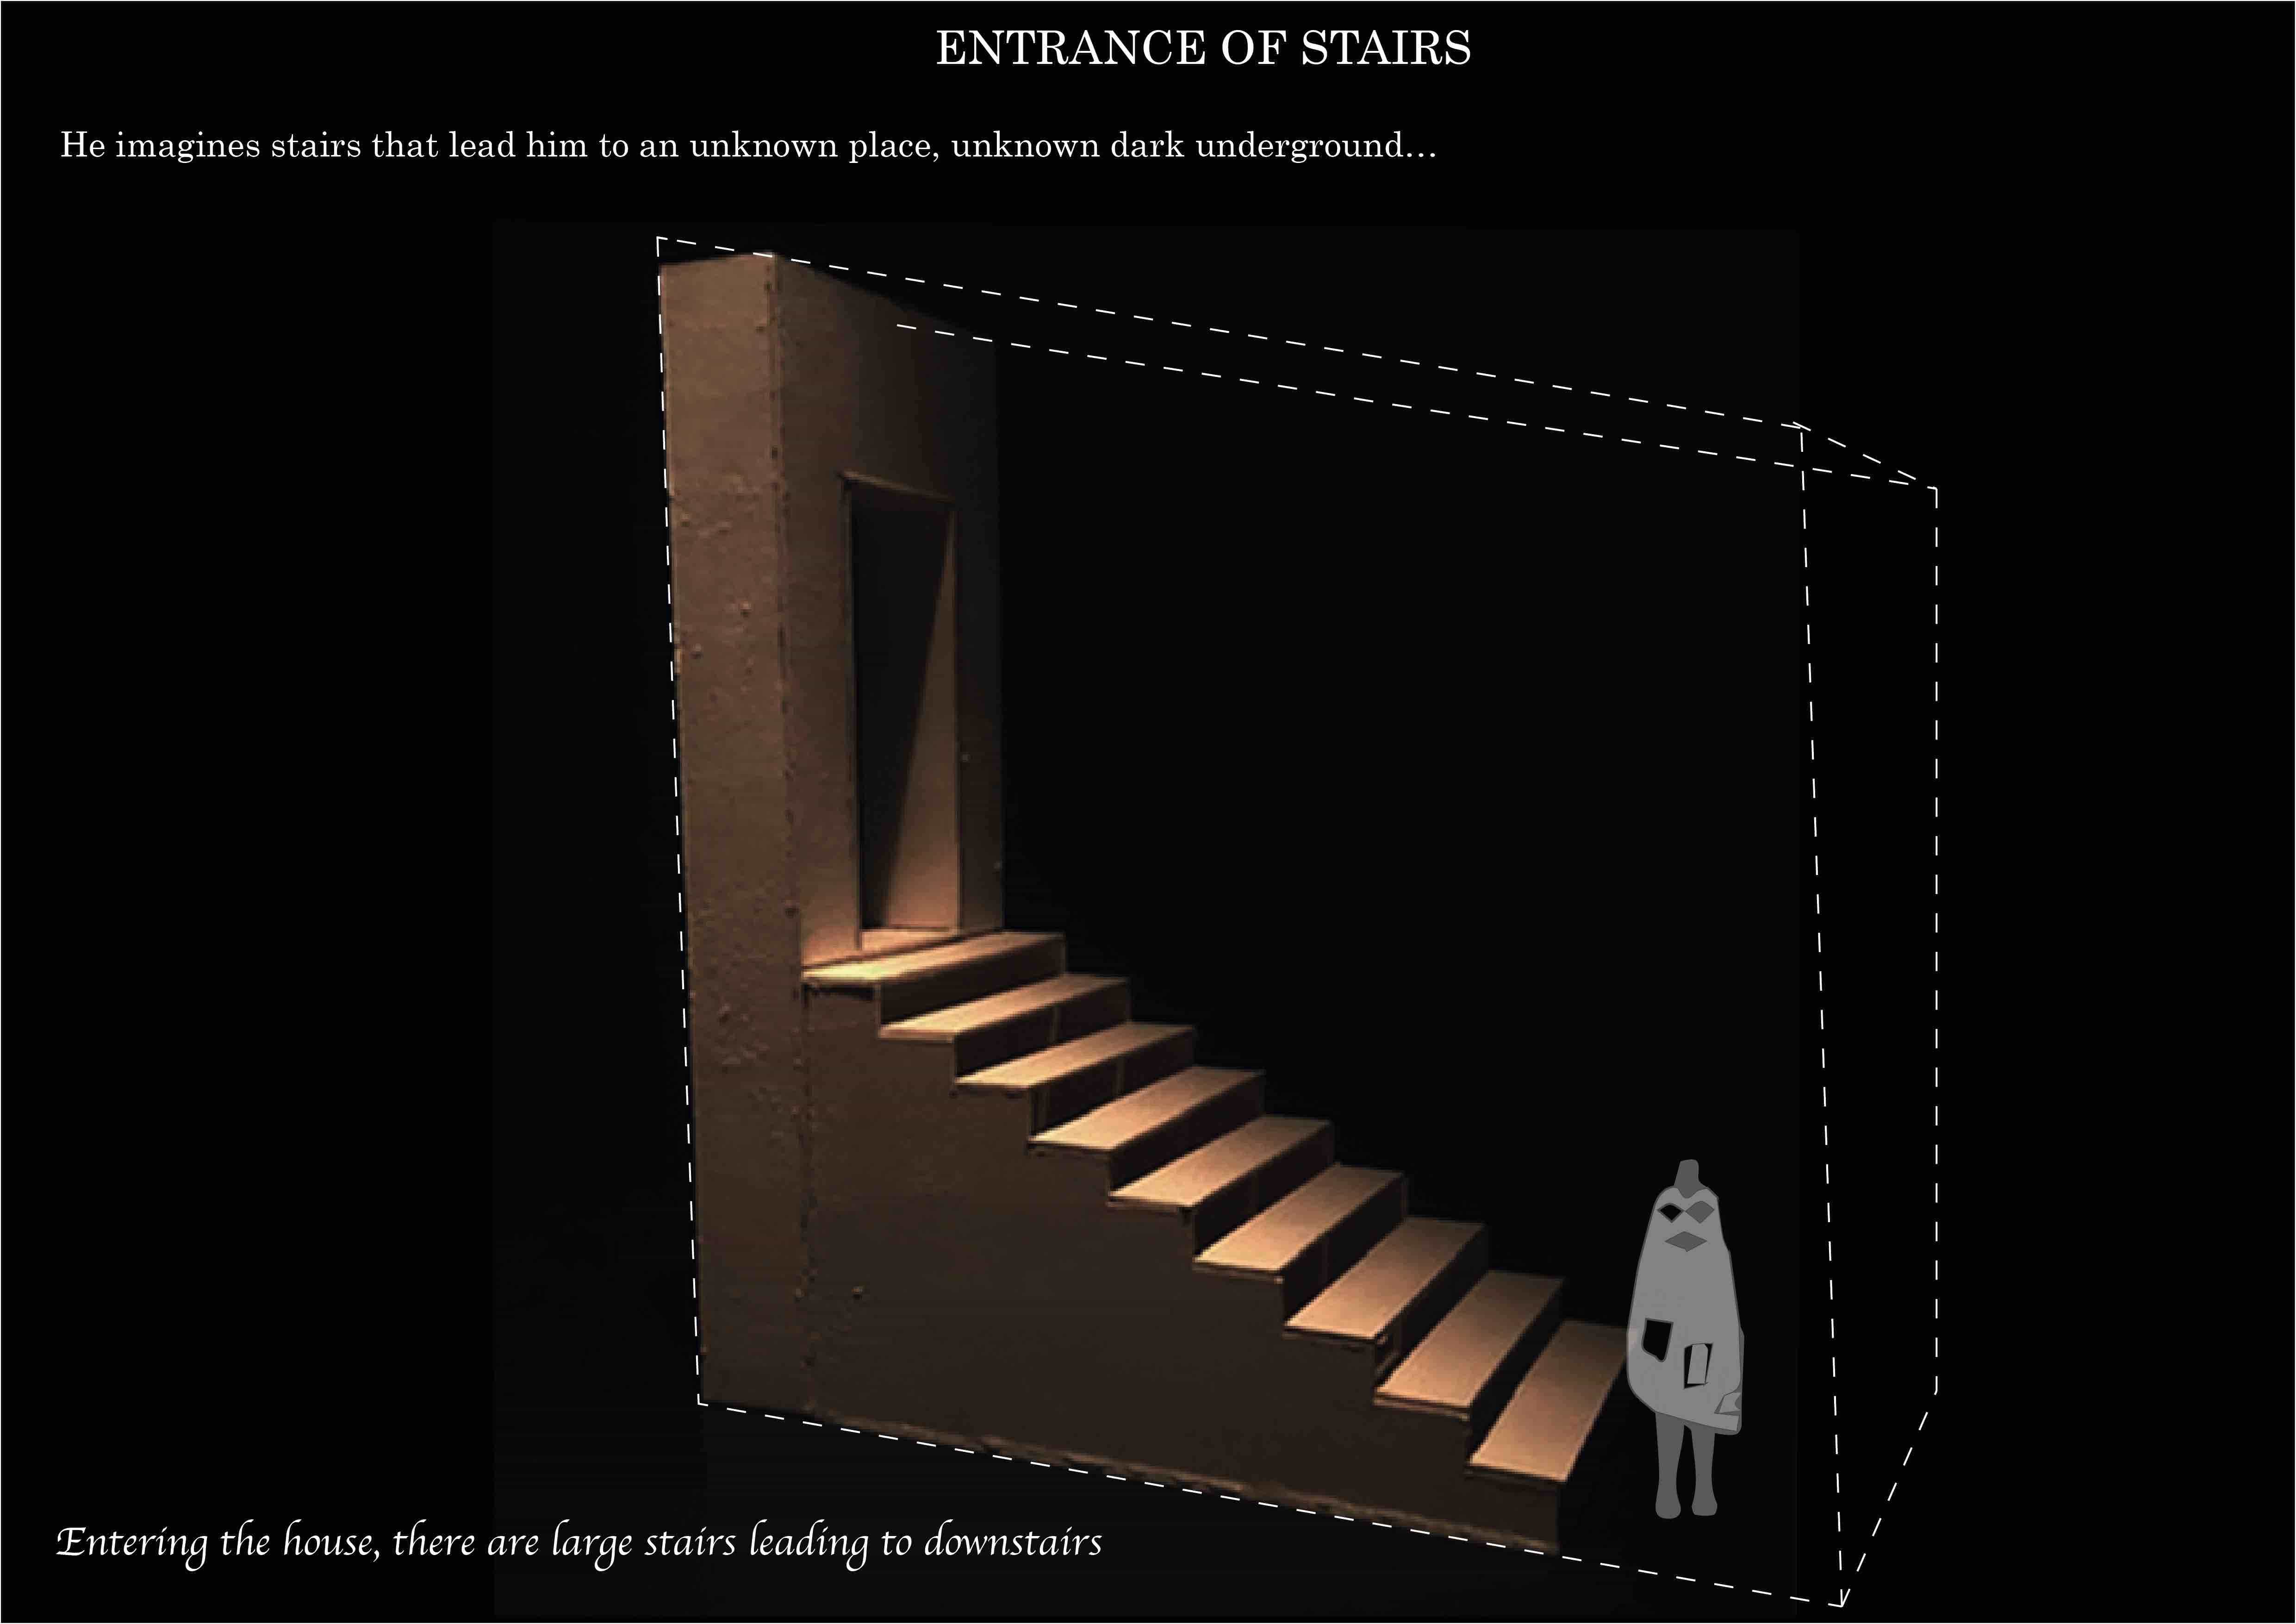 ENTRANCE OF STAIRS
He imagines stairs that lead him to an unknown place, unknown dark underground...
Entering the house, there are large stairs leading to downstairs